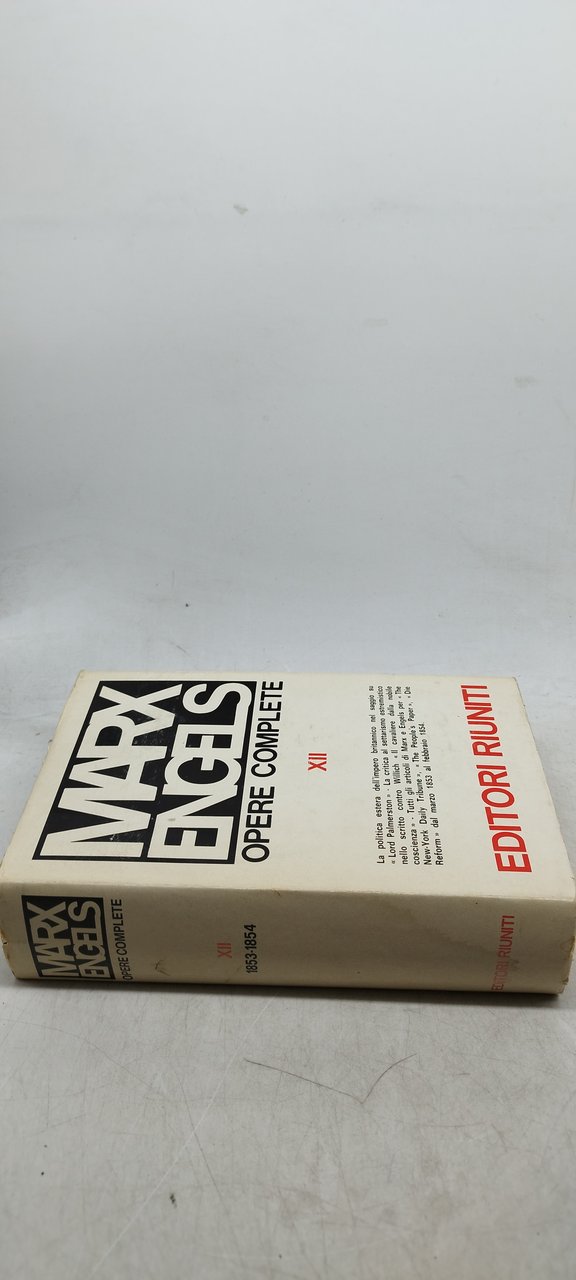 MARX
ENGELS
OPERE COMPLETE
XII
La politica estera dell'impero britannico nel saggio su
« Lord Palmerston » - La critica al settarismo estremistico
nello scritto contro Willich « Il cavaliere dalla nobile
coscienza » - Tutti gli articoli di Marx e Engels per « The
New-York Daily Tribune », « The People's Paper », « Die
Reform » dal marzo 1853 al febbraio 1854.
EDITORI RIUNITI
MARX
ENGELS
OPERE COMPLETE
XII
1853-1854
EDITORI RIUNITI